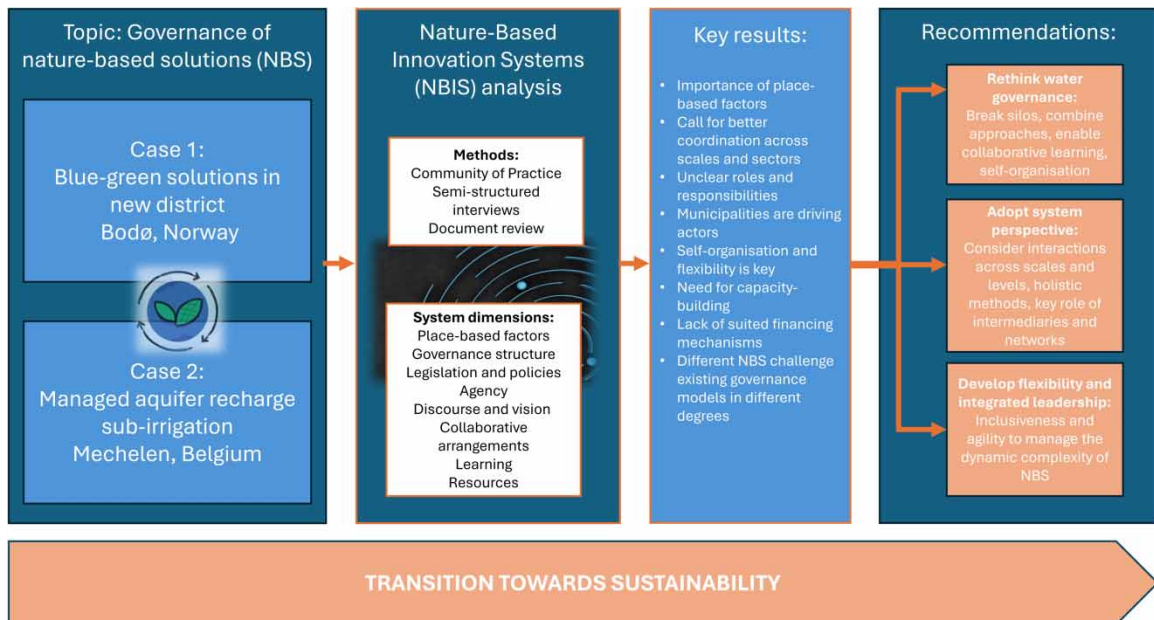 Topic: Governance of
nature-based solutions (NBS)
Case 1:
Blue-green solutions in
new district
Bodø, Norway
Case 2:
Managed aquifer recharge
sub-irrigation
Mechelen, Belgium
Nature-Based
Innovation Systems
(NBIS) analysis
Methods:
Community of Practice
Semi-structured
interviews
Document review
System dimensions:
Place-based factors
Governance structure
Legislation and policies
Agency
Discourse and vision
Collaborative
arrangements
Learning
Resources
Key results:
• Importance of place-
based factors
• Call for better
coordination across
scales and sectors
• Unclear roles and
responsibilities
• Municipalities are driving
actors
• Self-organisation and
flexibility is key
• Need for capacity-
building
• Lack of suited financing
mechanisms
• Different NBS challenge
existing governance
models in different
degrees
Recommendations:
Rethink water
governance:
Break silos, combine
approaches, enable
collaborative learning,
self-organisation
Adopt system
perspective:
Consider interactions
across scales and
levels, holistic
methods, key role of
intermediaries and
networks
Develop flexibility and
integrated leadership:
Inclusiveness and
agility to manage the
dynamic complexity of
NBS
TRANSITION TOWARDS SUSTAINABILITY